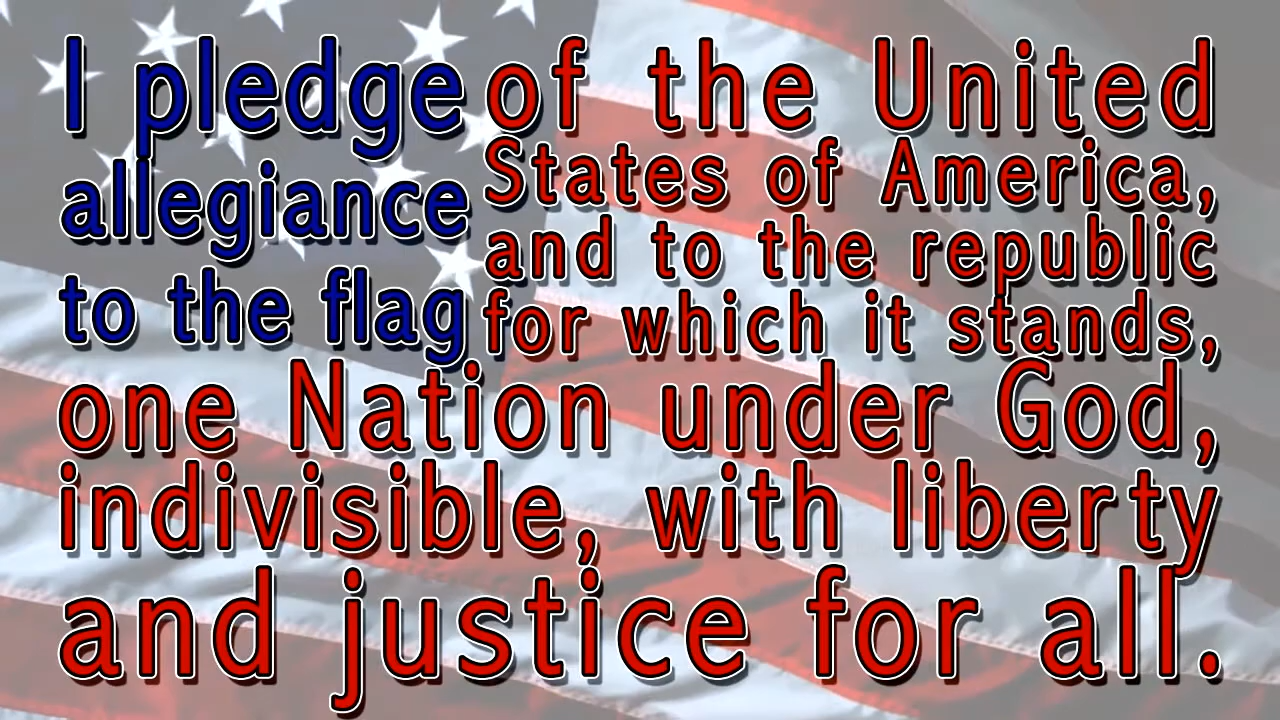 I pledge
allegiance
to the flag
of the United
States of America,
and to the republic
for which it stands,
one Nation under God,
indivisible, with liberty
and justice for all.